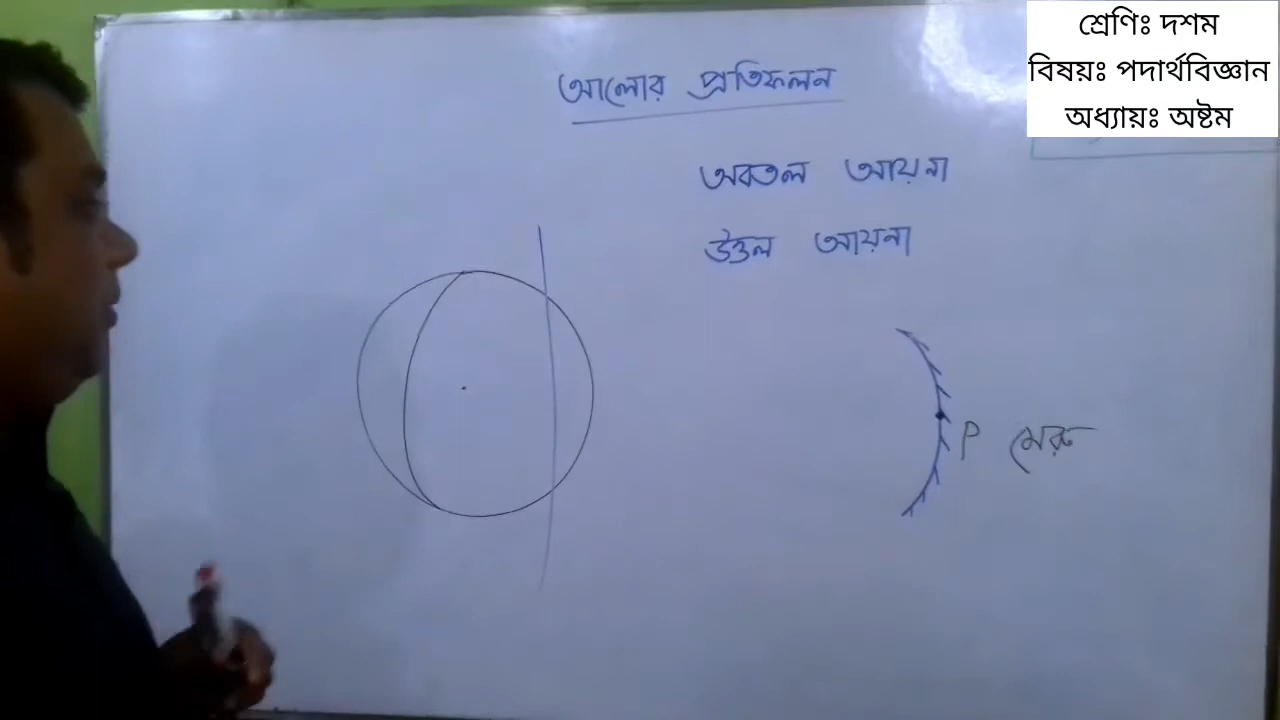 শ্রেণিঃ দশম
বিষয়ঃ পদার্থবিজ্ঞান
অধ্যায়ঃ অষ্টম
আলোর প্রতিফলন
অবতল আয়না
উত্তল আয়না
P মেরু